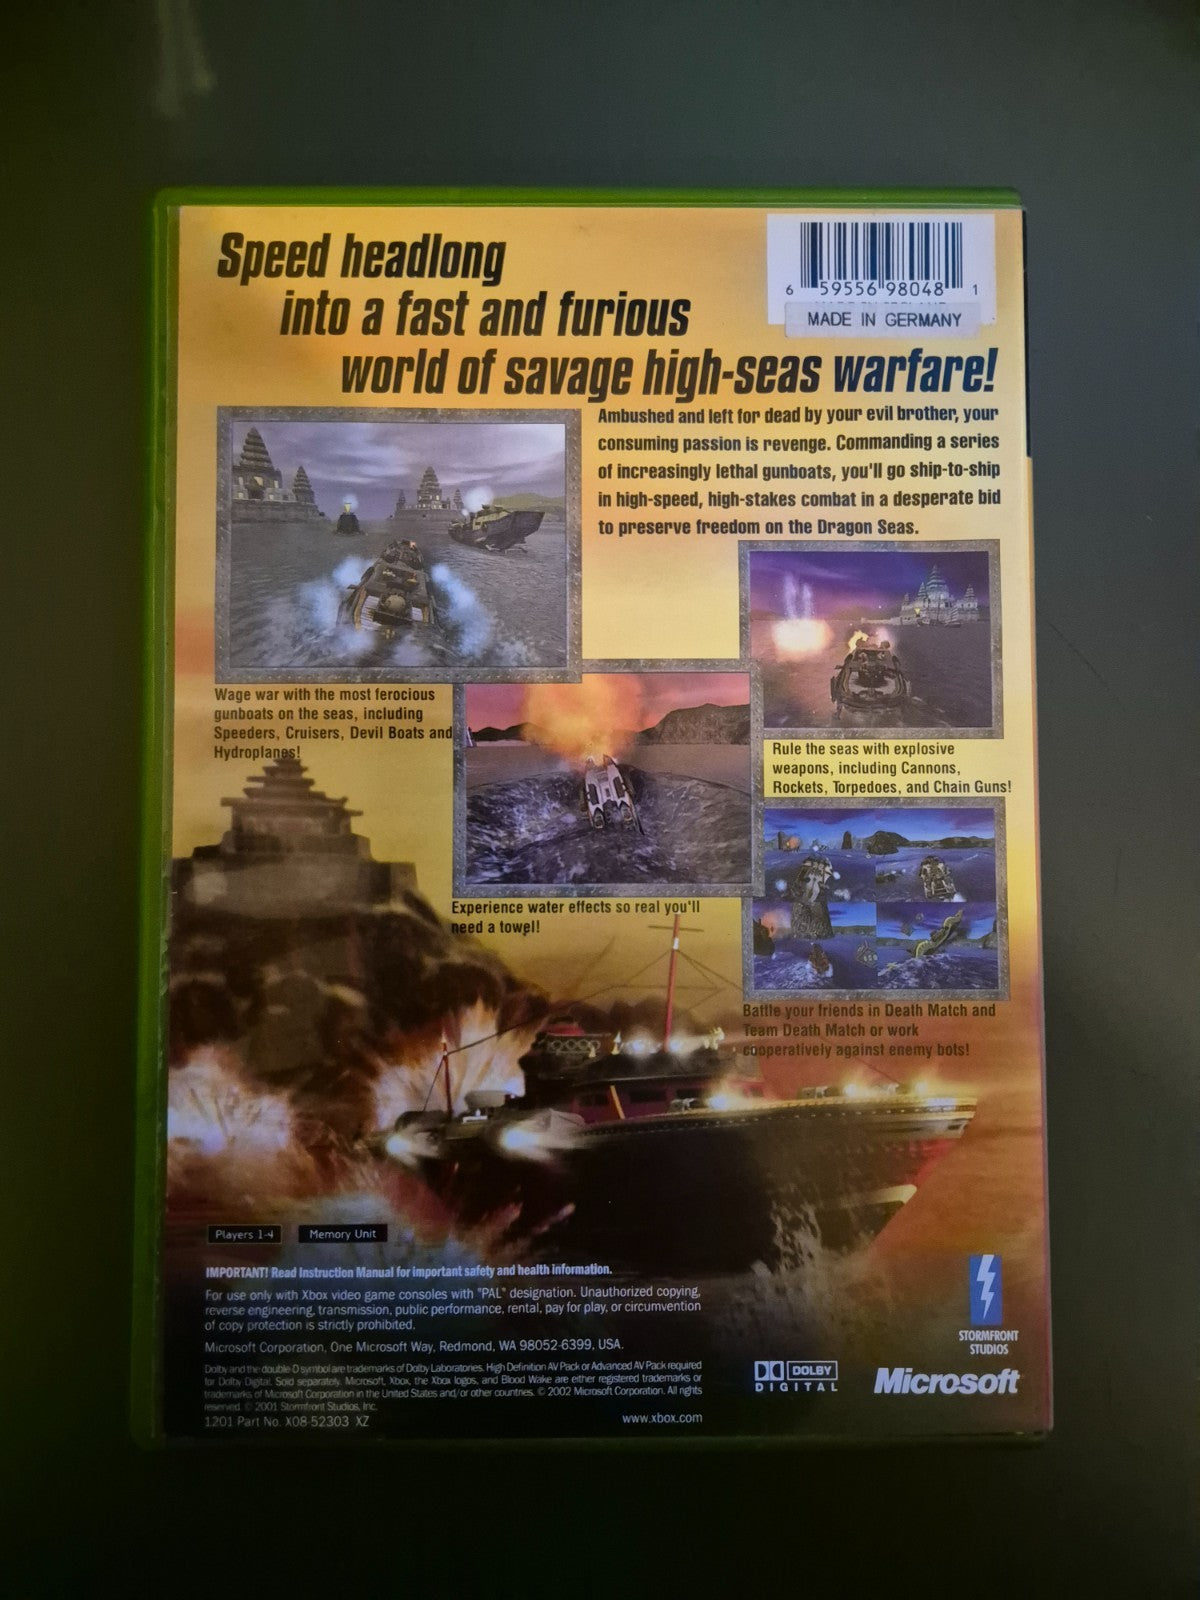 Speed headlong
into a fast and furious
world of savage high-seas warfare!
6 59556 98048 1
MADE IN GERMANY
Ambushed and left for dead by your evil brother, your
consuming passion is revenge. Commanding a series
of increasingly lethal gunboats, you'll go ship-to-ship
in high-speed, high-stakes combat in a desperate bid
to preserve freedom on the Dragon Seas.
Wage war with the most ferocious
gunboats on the seas, including
Speeders, Cruisers, Devil Boats and
Hydroplanes!
Rule the seas with explosive
weapons, including Cannons,
Rockets, Torpedoes, and Chain Guns!
Experience water effects so real you'll
need a towel!
Battle your friends in Death Match and
Team Death Match or work
cooperatively against enemy bots!
Players 1-4
Memory Unit
IMPORTANT! Read Instruction Manual for important safety and health information.
For use only with Xbox video game consoles with "PAL" designation. Unauthorized copying,
reverse engineering, transmission, public performance, rental, pay for play, or circumvention
of copy protection is strictly prohibited.
Microsoft Corporation, One Microsoft Way, Redmond, WA 98052-6399, USA.
Dolby and the double-D symbol are trademarks of Dolby Laboratories. High Definition AV Pack or Advanced AV Pack required
for Dolby Digital. Sold separately. Microsoft, Xbox, the Xbox logos, and Blood Wake are either registered trademarks or
trademarks of Microsoft Corporation in the United States and/or other countries. © 2002 Microsoft Corporation. All rights
reserved. © 2001 Stormfront Studios, Inc.
1201 Part No. X08-52303 XZ
www.xbox.com
DOLBY
DIGITAL
STORMFRONT
STUDIOS
Microsoft